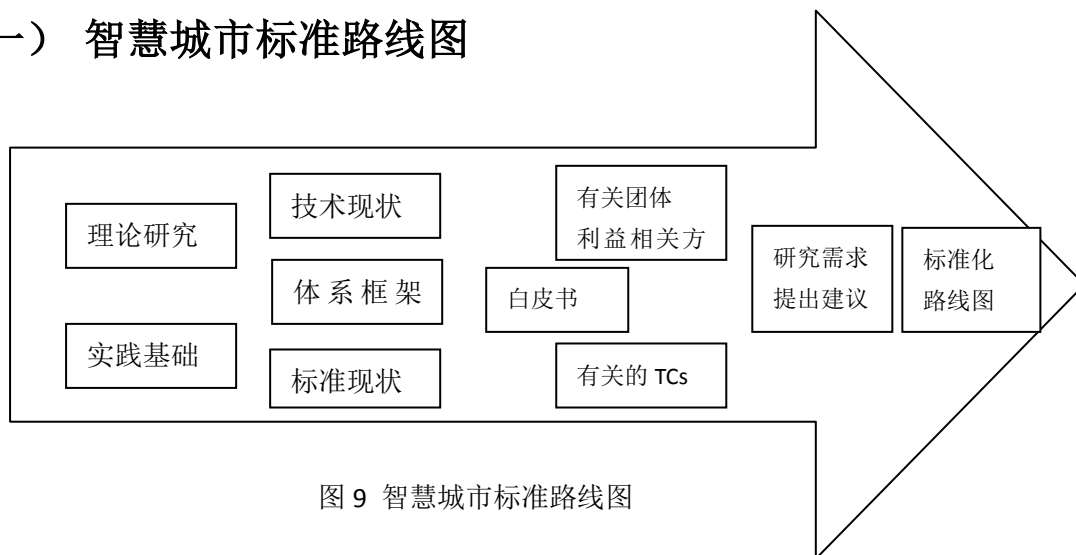 一） 智慧城市标准路线图
理论研究
实践基础
技术现状
体系框架
标准现状
白皮书
有关团体
利益相关方
有关的 TCs
研究需求
提出建议
标准化
路线图
图 9 智慧城市标准路线图